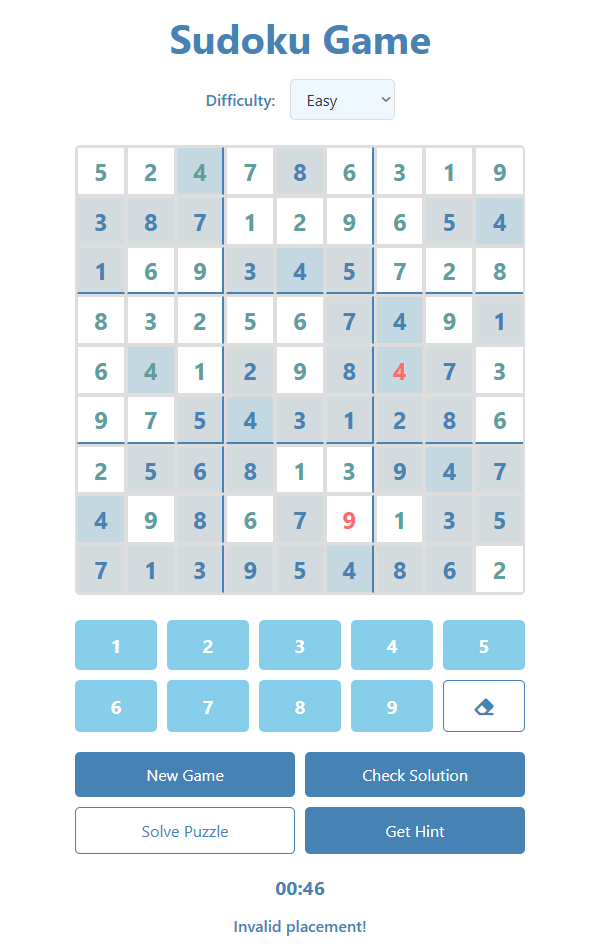 Sudoku Game
Difficulty: Easy
5 2 4 7 8 6 3 1 9
3 8 7 1 2 9 6 5 4
1 6 9 3 4 5 7 2 8
8 3 2 5 6 7 4 9 1
6 4 1 2 9 8 4 7 3
9 7 5 4 3 1 2 8 6
2 5 6 8 1 3 9 4 7
4 9 8 6 7 9 1 3 5
7 1 3 9 5 4 8 6 2
1 2 3 4 5
6 7 8 9
New Game Check Solution
Solve Puzzle Get Hint
00:46
Invalid placement!